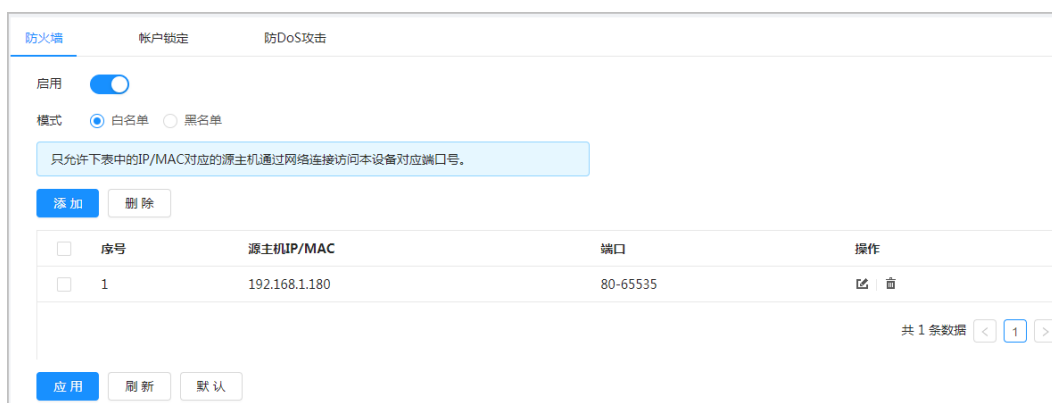 防火墙 帐户锁定 防DoS攻击
启用
模式 白名单 黑名单
只允许下表中的IP/MAC对应的源主机通过网络连接访问本设备对应端口号。
添加 删除
序号 源主机IP/MAC 端口 操作
1 192.168.1.180 80-65535
共 1 条数据 < 1 >
应用 刷新 默认